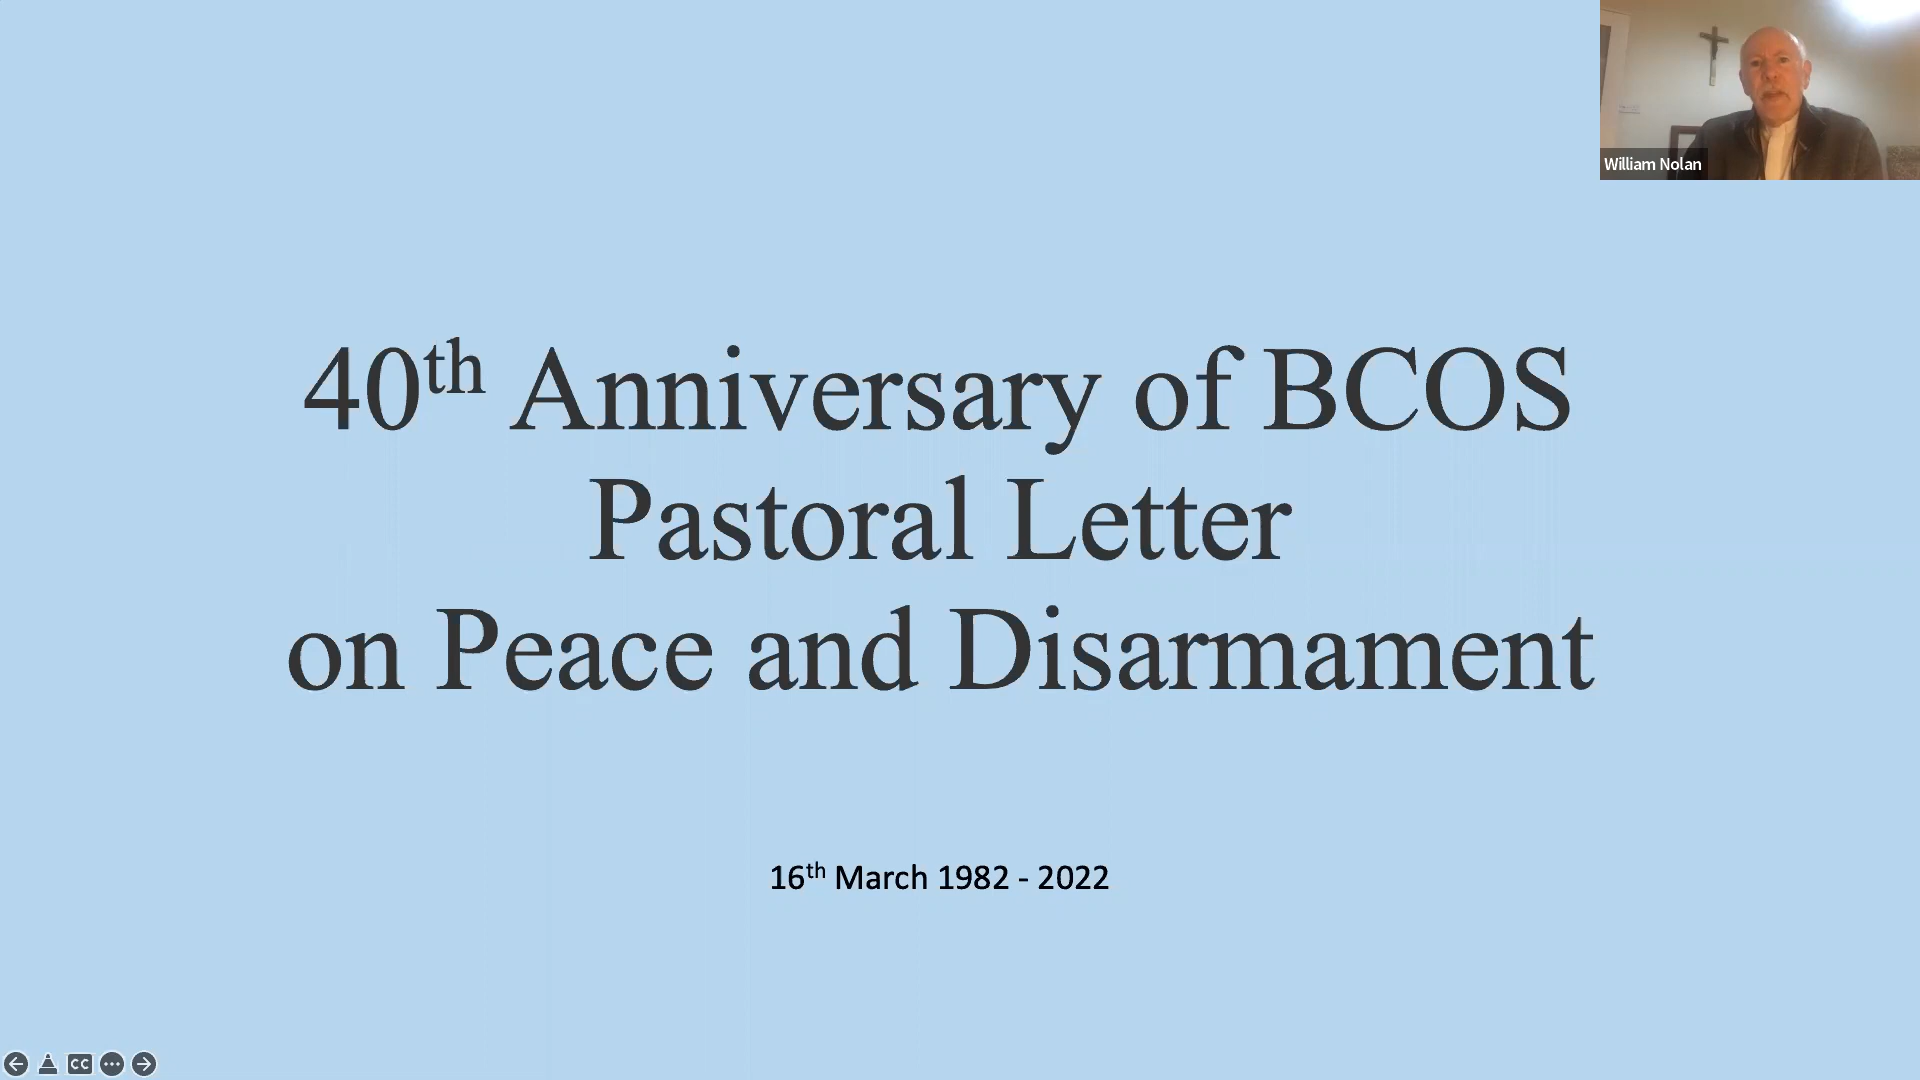 William Nolan
40th Anniversary of BCOS
Pastoral Letter
on Peace and Disarmament
16th March 1982 - 2022
CC